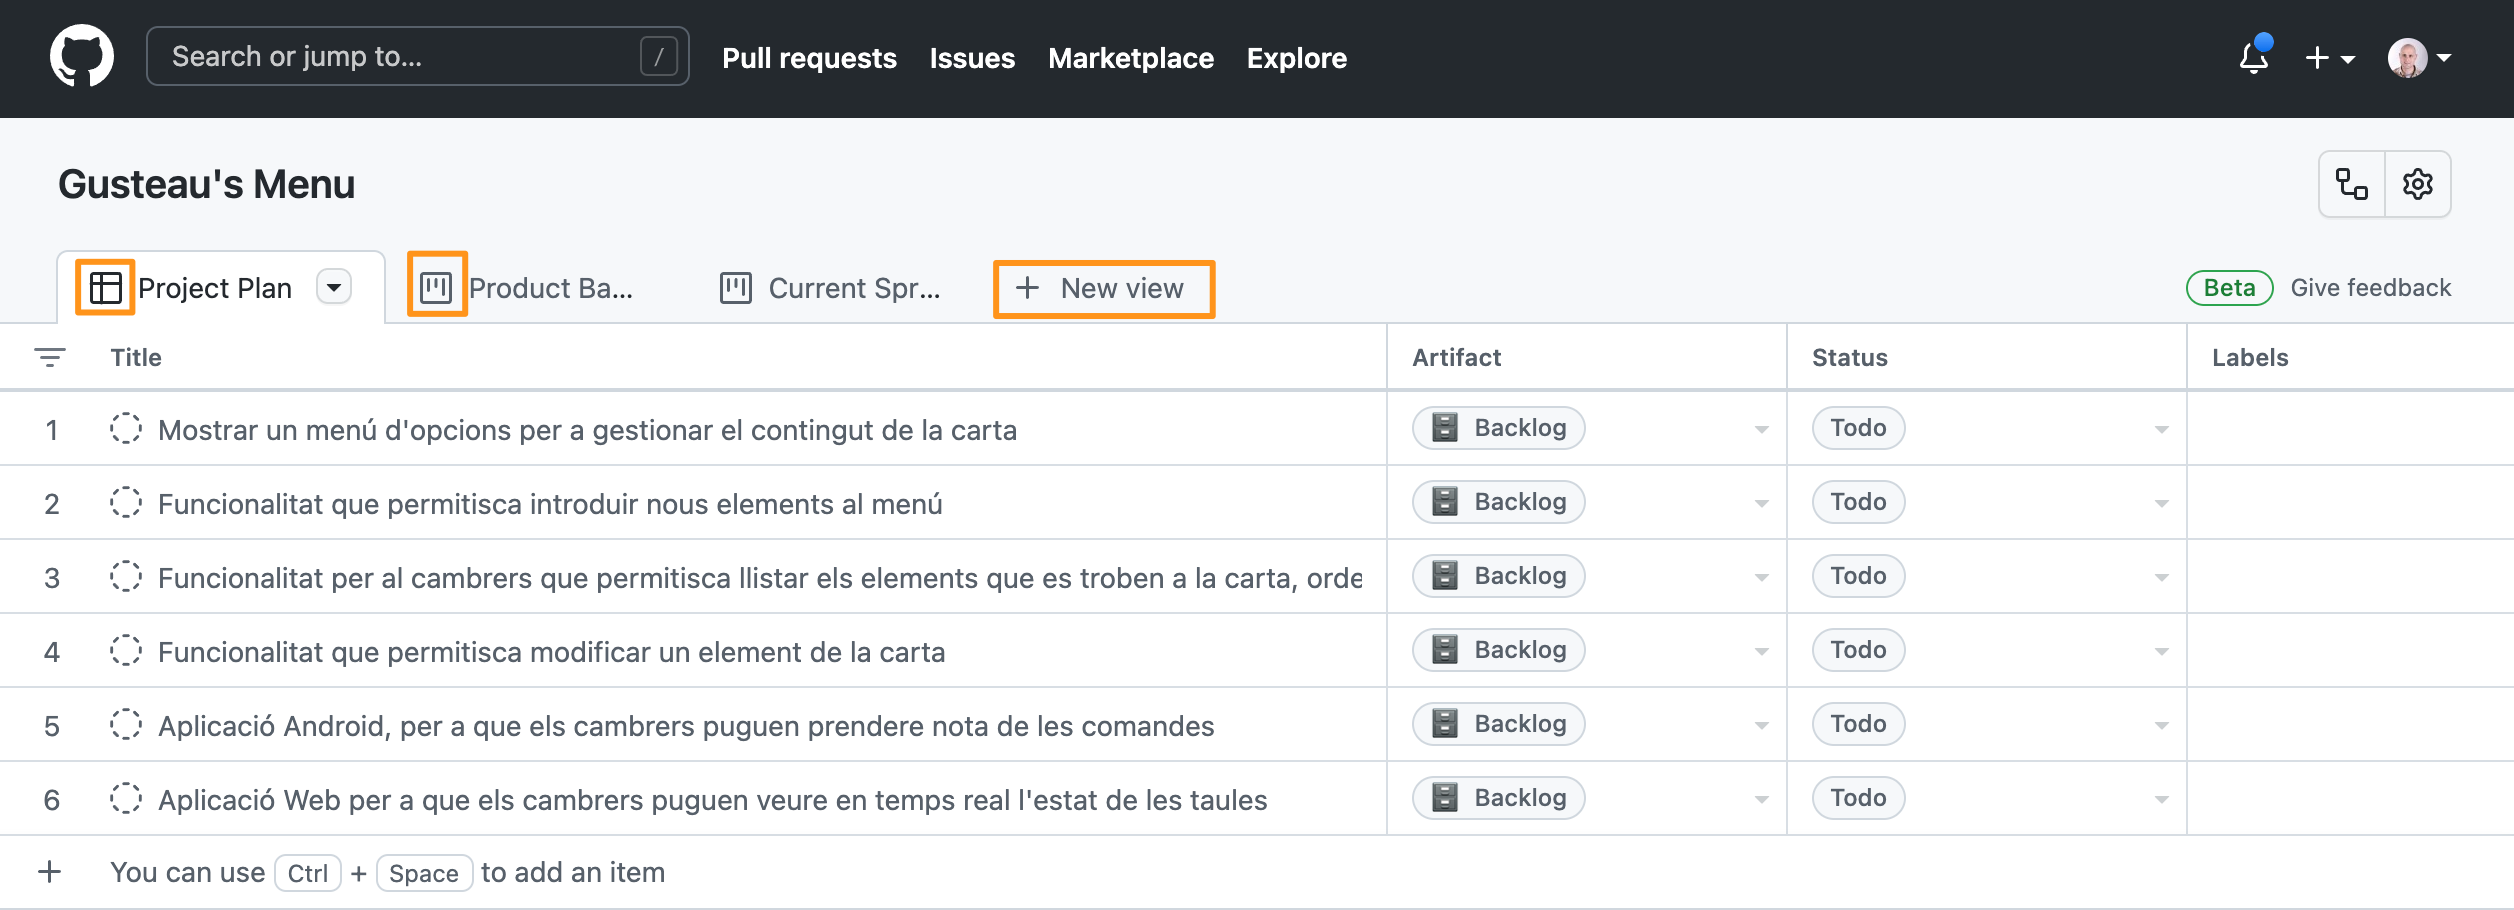 Search or jump to... / Pull requests Issues Marketplace Explore
Gusteau's Menu
Project Plan Product Ba... Current Spr... + New view Beta Give feedback
Title Artifact Status Labels
1 Mostrar un menú d'opcions per a gestionar el contingut de la carta Backlog Todo
2 Funcionalitat que permitisca introduir nous elements al menú Backlog Todo
3 Funcionalitat per al cambrers que permitisca llistar els elements que es troben a la carta, orde Backlog Todo
4 Funcionalitat que permitisca modificar un element de la carta Backlog Todo
5 Aplicació Android, per a que els cambrers puguen prendere nota de les comandes Backlog Todo
6 Aplicació Web per a que els cambrers puguen veure en temps real l'estat de les taules Backlog Todo
+ You can use Ctrl + Space to add an item